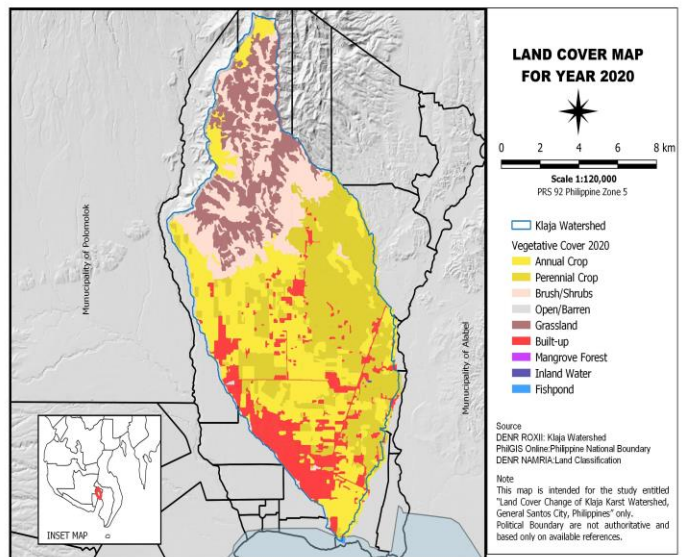 LAND COVER MAP
FOR YEAR 2020
0 2 4 6 8 km
Scale 1:120,000
PRS 92 Philippine Zone 5
Klaja Watershed
Vegetative Cover 2020
Annual Crop
Perennial Crop
Brush/Shrubs
Open/Barren
Grassland
Built-up
Mangrove Forest
Inland Water
Fishpond
Source
DENR ROXII: Klaja Watershed
PhilGIS Online:Philippine National Boundary
DENR NAMRIA:Land Classification
Note
This map is intended for the study entitled
"Land Cover Change of Klaja Karst Watershed,
General Santos City, Philippines" only.
Political Boundary are not authoritative and
based only on available references.
Munucipality of Polomolok
Municipality of Alabel
INSET MAP